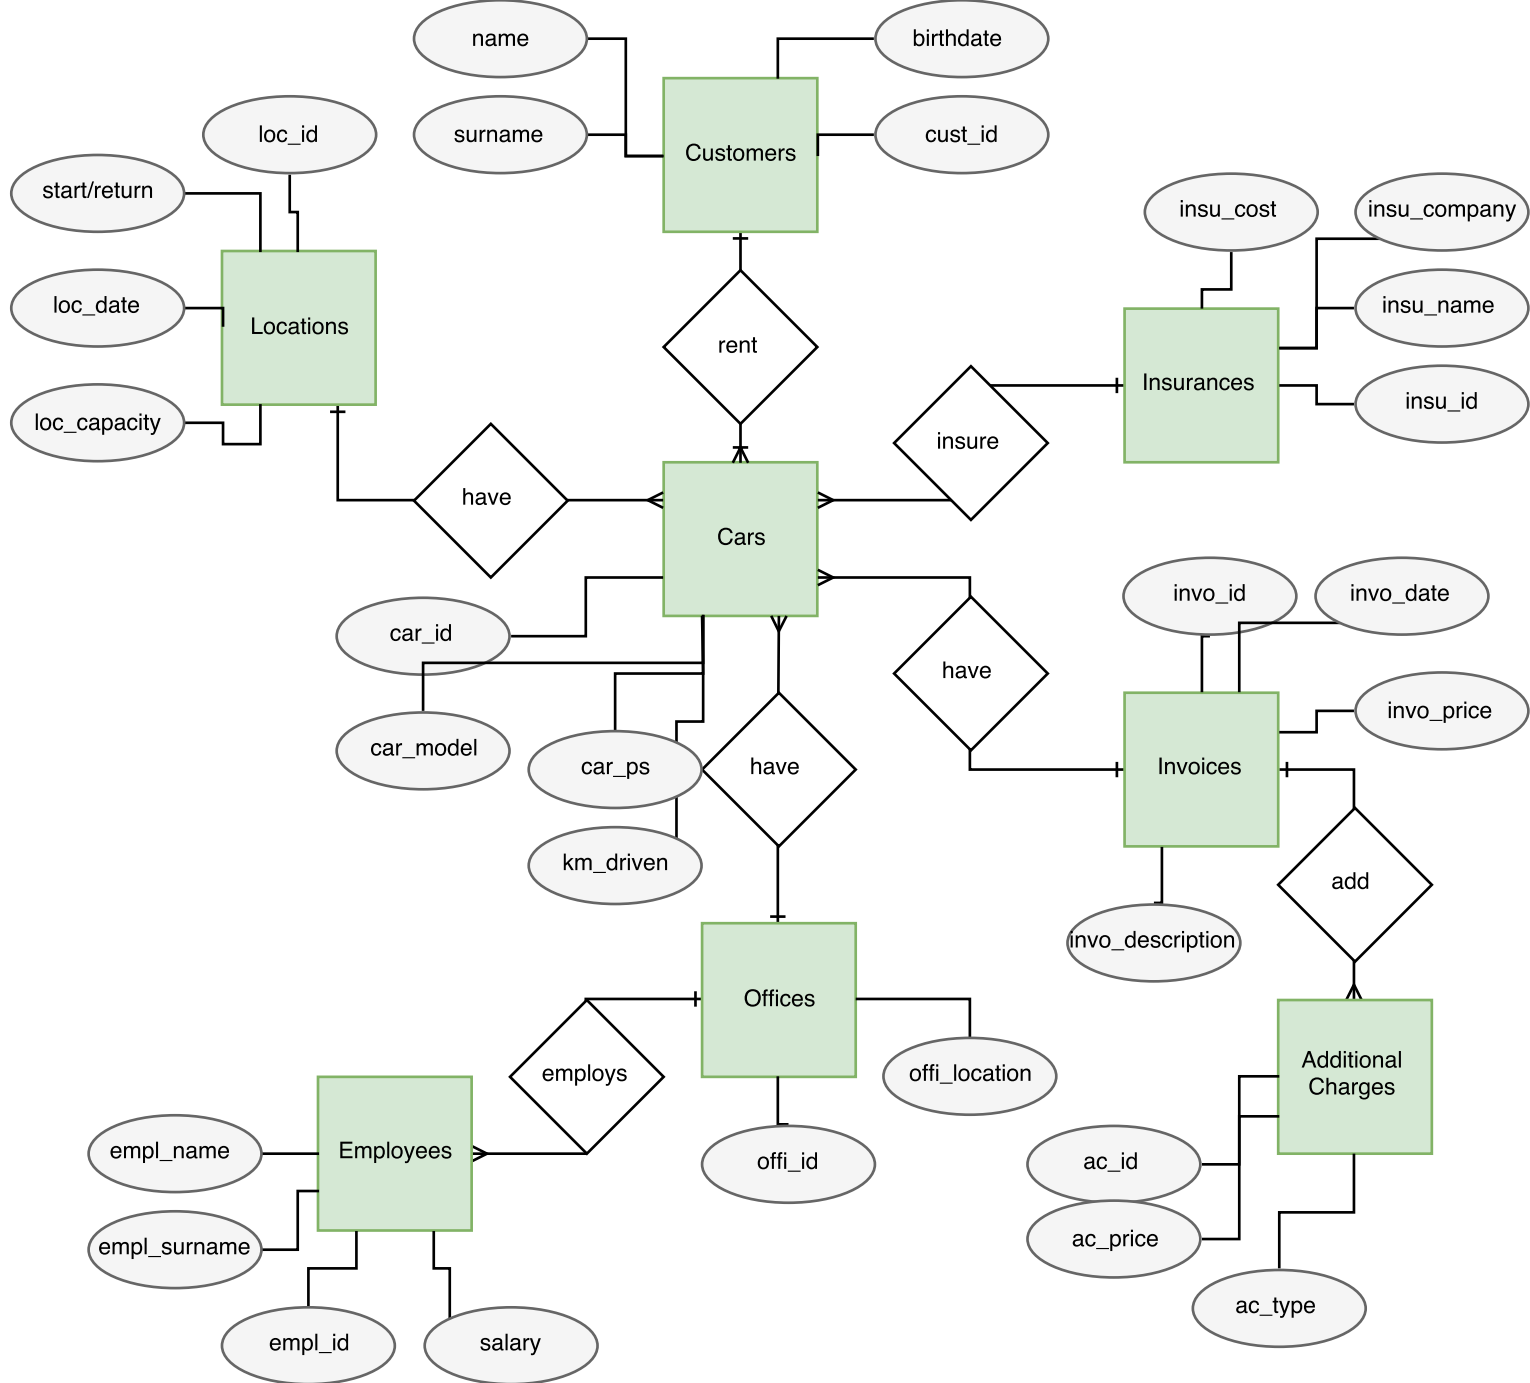 name
birthdate
loc_id
surname
Customers
cust_id
start/return
insu_cost
insu_company
loc_date
Locations
insu_name
rent
Insurances
insu_id
loc_capacity
insure
have
Cars
invo_id
invo_date
car_id
have
invo_price
car_model
car_ps
have
Invoices
km_driven
add
invo_description
Offices
employs
offi_location
Additional
Charges
empl_name
Employees
offi_id
ac_id
empl_surname
ac_price
ac_type
empl_id
salary